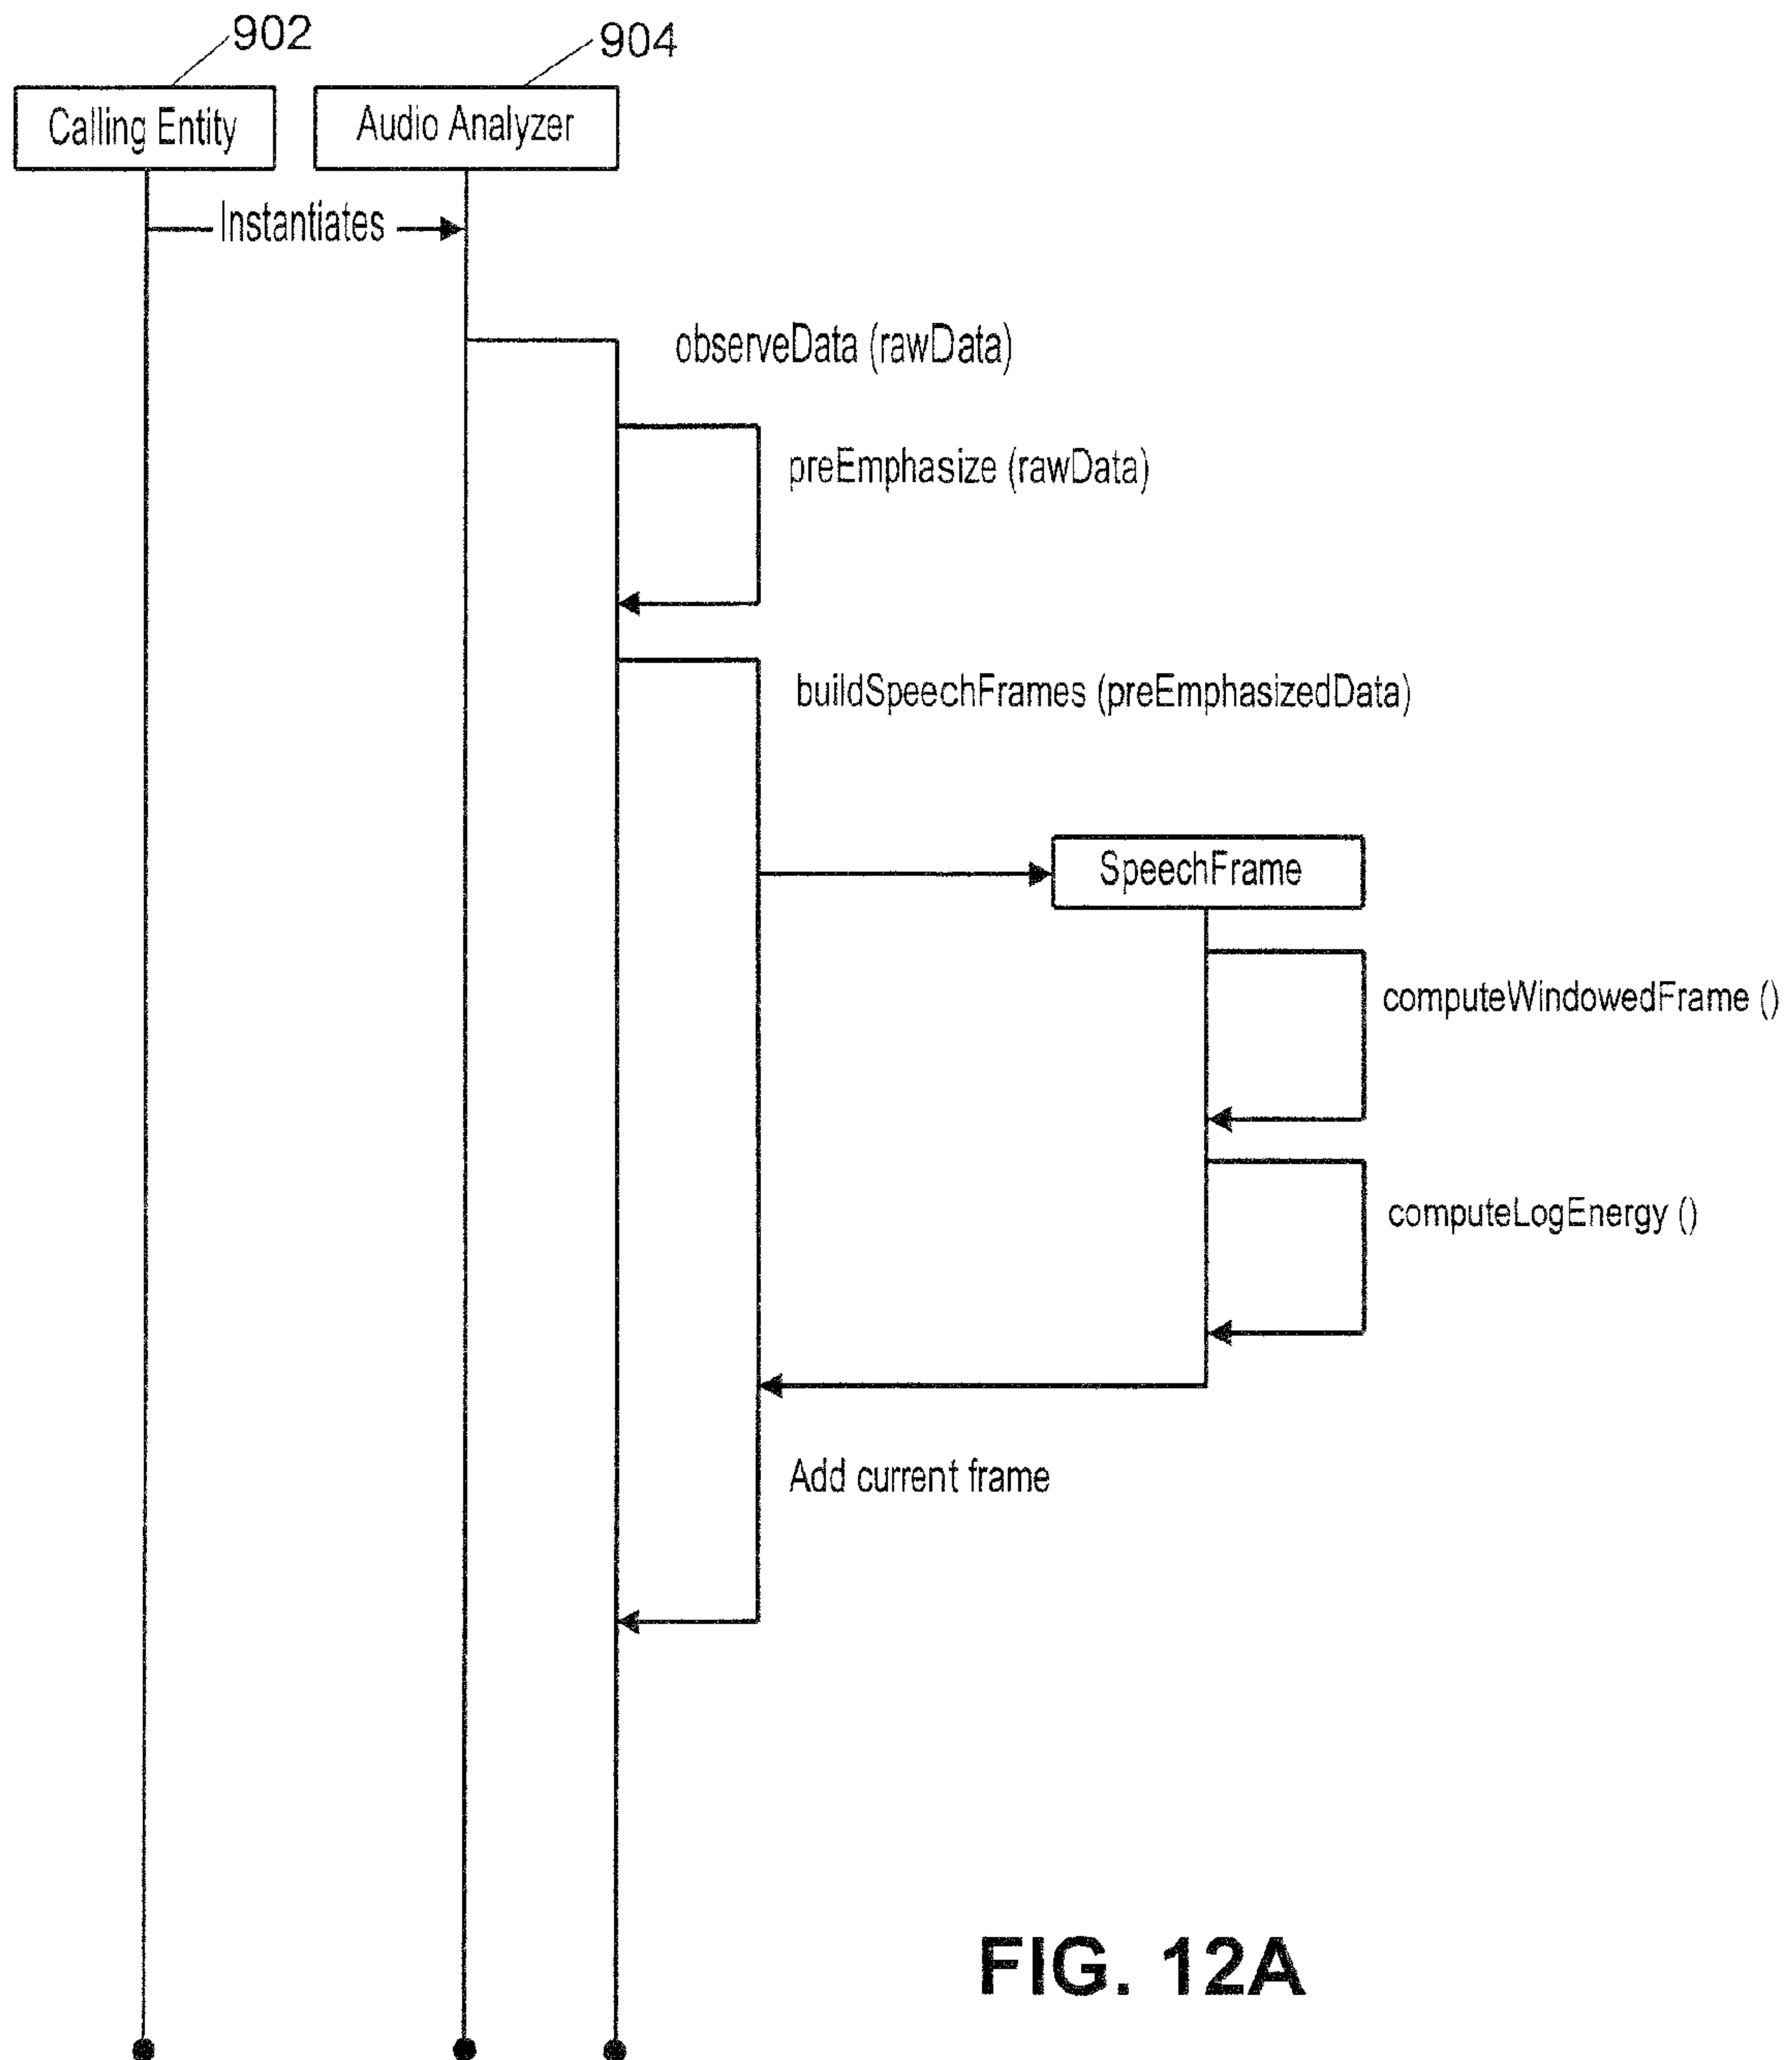 902
904
Calling Entity
Audio Analyzer
Instantiates
observeData (rawData)
preEmphasize (rawData)
buildSpeechFrames (preEmphasizedData)
SpeechFrame
computeWindowedFrame ()
computeLogEnergy ()
Add current frame
FIG. 12A